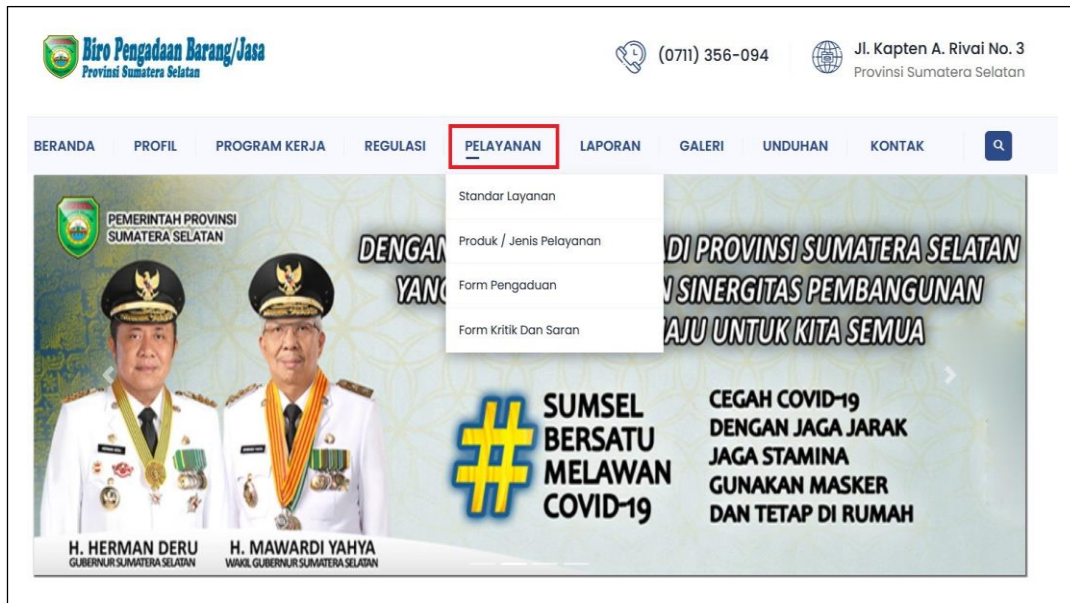 Biro Pengadaan Barang/Jasa
Provinsi Sumatera Selatan
(0711) 356-094
Jl. Kapten A. Rivai No. 3
Provinsi Sumatera Selatan
BERANDA PROFIL PROGRAM KERJA REGULASI PELAYANAN LAPORAN GALERI UNDUHAN KONTAK
Standar Layanan
Produk / Jenis Pelayanan
Form Pengaduan
Form Kritik Dan Saran
PEMERINTAH PROVINSI
SUMATERA SELATAN
DENGAN DI PROVINSI SUMATERA SELATAN
YANG SINERGITAS PEMBANGUNAN
AJU UNTUK KITA SEMUA
#
SUMSEL
BERSATU
MELAWAN
COVID-19
CEGAH COVID-19
DENGAN JAGA JARAK
JAGA STAMINA
GUNAKAN MASKER
DAN TETAP DI RUMAH
H. HERMAN DERU
GUBERNUR SUMATERA SELATAN
H. MAWARDI YAHYA
WAKIL GUBERNUR SUMATERA SELATAN